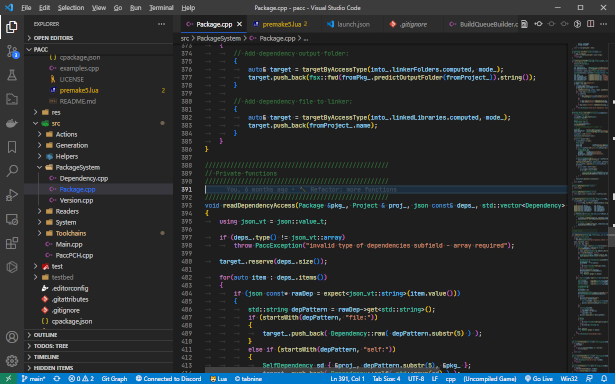 File Edit Selection View Go Run Terminal Help
Package.cpp - pacc - Visual Studio Code
EXPLORER
OPEN EDITORS
PACC
cpackage.json
examples.cpp
LICENSE
premake5.lua 2
README.md
res
src
Actions
Generation
Helpers
PackageSystem
Dependency.cpp
Package.cpp
Version.cpp
Readers
System
Toolchains
Main.cpp
PaccPCH.cpp
test
testbed
.editorconfig
.gitattributes
.gitignore
cpackage.json
OUTLINE
TODOS: TREE
TIMELINE
HIDDEN ITEMS
Package.cpp premake5.lua 2 launch.json .gitignore BuildQueueBuilder.c
src > PackageSystem > Package.cpp > ...
373 {
374 // Add dependency output folder:
375 {
376 auto& target = targetByAccessType(into_.linkerFolders.computed, mode_);
377 target.push_back(fsx::fwd(fromPkg_.predictOutputFolder(fromProject_)).string());
378 }
379
380 // Add dependency file to linker:
381 {
382 auto& target = targetByAccessType(into_.linkedLibraries.computed, mode_);
383 target.push_back(fromProject_.name);
384 }
385 }
386 }
387
388 ///////////////////////////////////////////////////
389 // Private functions
390 ///////////////////////////////////////////////////
391 You, 4 months ago • Refactor: more functions
392 ///////////////////////////////////////////////////
393 void readDependencyAccess(Package &pkg_, Project & proj_, json const& deps_, std::vector<Dependency>
394 {
395 using json_vt = json::value_t;
396
397 if (deps_.type() != json_vt::array)
398 throw PaccException("invalid type of dependencies subfield - array required");
399
400 target_.reserve(deps_.size());
401
402 for(auto item : deps_.items())
403 {
404 if (json const* rawDep = expect<json_vt::string>(item.value()))
405 {
406 std::string depPattern = rawDep->get<std::string>();
407 if (startsWith(depPattern, "file:"))
408 {
409 target_.push_back( Dependency::raw( depPattern.substr(5) ) );
410 }
411 else if (startsWith(depPattern, "self:"))
412 {
413 SelfDependency sd { &proj_, depPattern.substr(5), &pkg_ };
main* 0 2 Git Graph Connected to Discord Lua tabnine Ln 391, Col 1 Tab Size: 4 UTF-8 LF cpp (Uncompiled Game) Go Live Win32